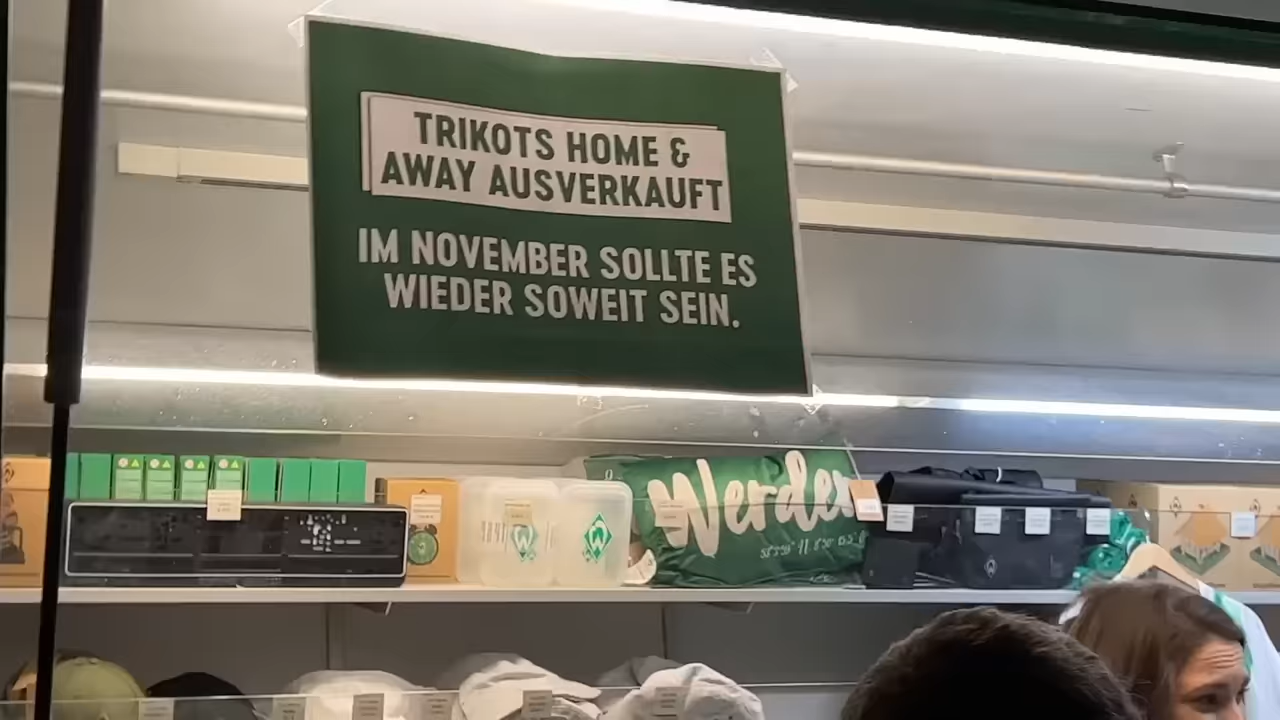 TRIKOTS HOME &
AWAY AUSVERKAUFT
IM NOVEMBER SOLLTE ES
WIEDER SOWEIT SEIN.
Werder